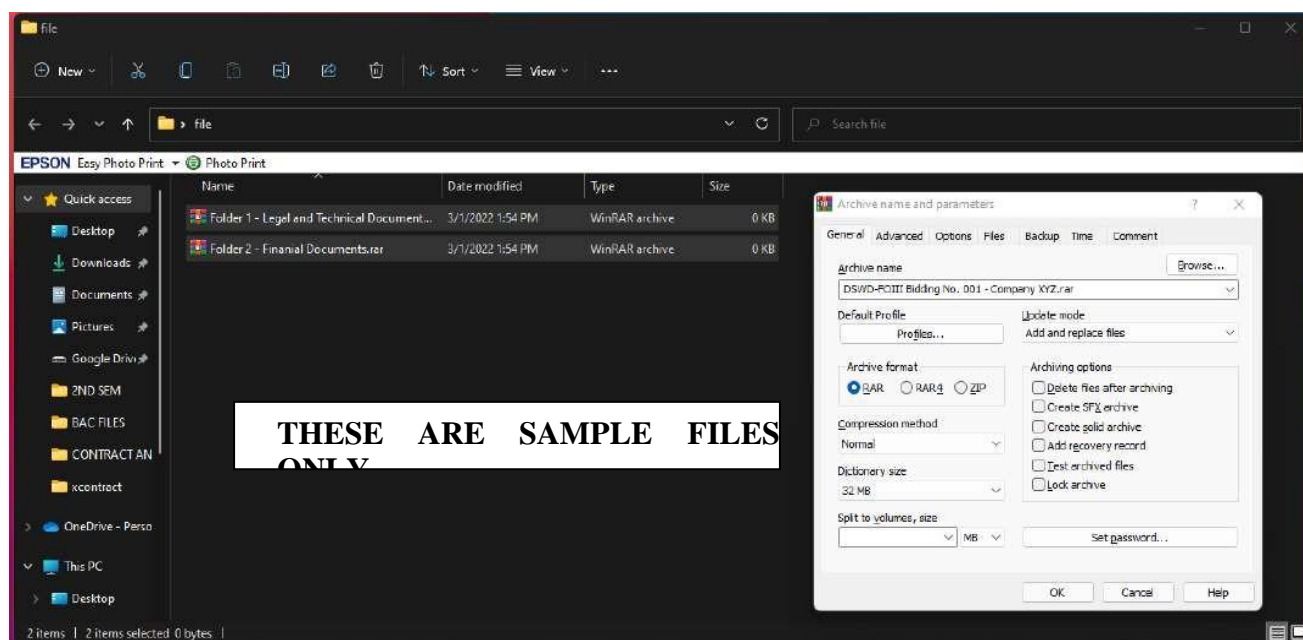 file
New
Sort
View
file
Search file
EPSON Easy Photo Print Photo Print
Name Date modified Type Size
Quick access
Folder 1 - Legal and Technical Document... 3/1/2022 1:54 PM WinRAR archive 0 KB
Desktop
Folder 2 - Finanial Documents.rar 3/1/2022 1:54 PM WinRAR archive 0 KB
Downloads
Documents
Pictures
Google Driv
2ND SEM
BAC FILES
CONTRACT AN
xcontract
OneDrive - Perso
This PC
Desktop
2 items 2 items selected 0 bytes
THESE ARE SAMPLE FILES
ONLY
Archive name and parameters
General Advanced Options Files Backup Time Comment
Archive name
Browse...
DSWD-FOIII Bidding No. 001 - Company XYZ.rar
Default Profile
Profiles...
Update mode
Add and replace files
Archive format
RAR RAR4 ZIP
Compression method
Normal
Dictionary size
32 MB
Split to volumes, size
MB
Archiving options
Delete files after archiving
Create SFX archive
Create solid archive
Add recovery record
Test archived files
Lock archive
Set password...
OK Cancel Help